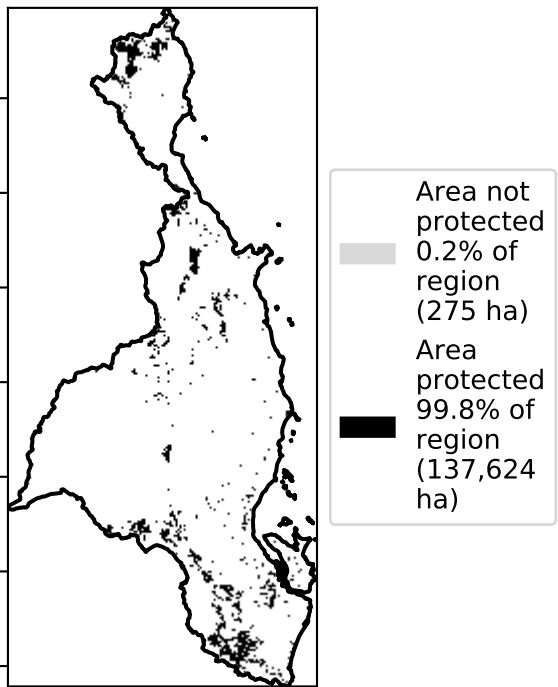 Area not
protected
0.2% of
region
(275 ha)
Area
protected
99.8% of
region
(137,624
ha)